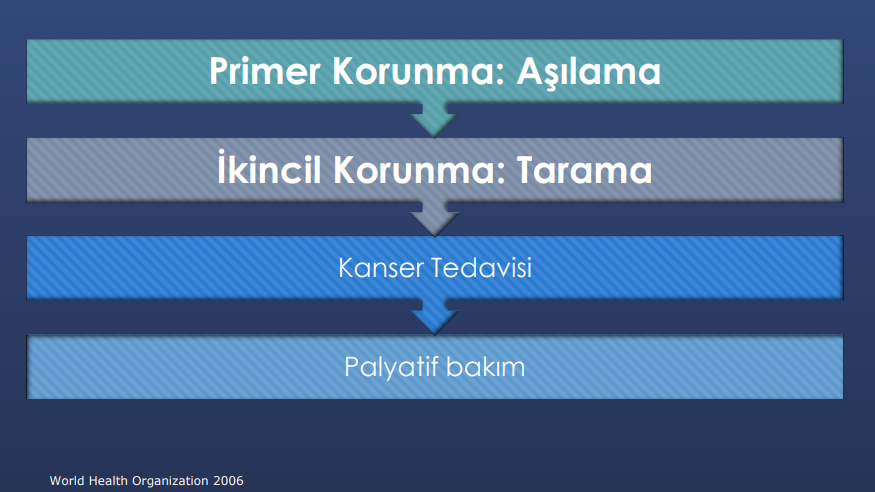 Primer Korunma: Aşılama
İkincil Korunma: Tarama
Kanser Tedavisi
Palyatif bakım
World Health Organization 2006